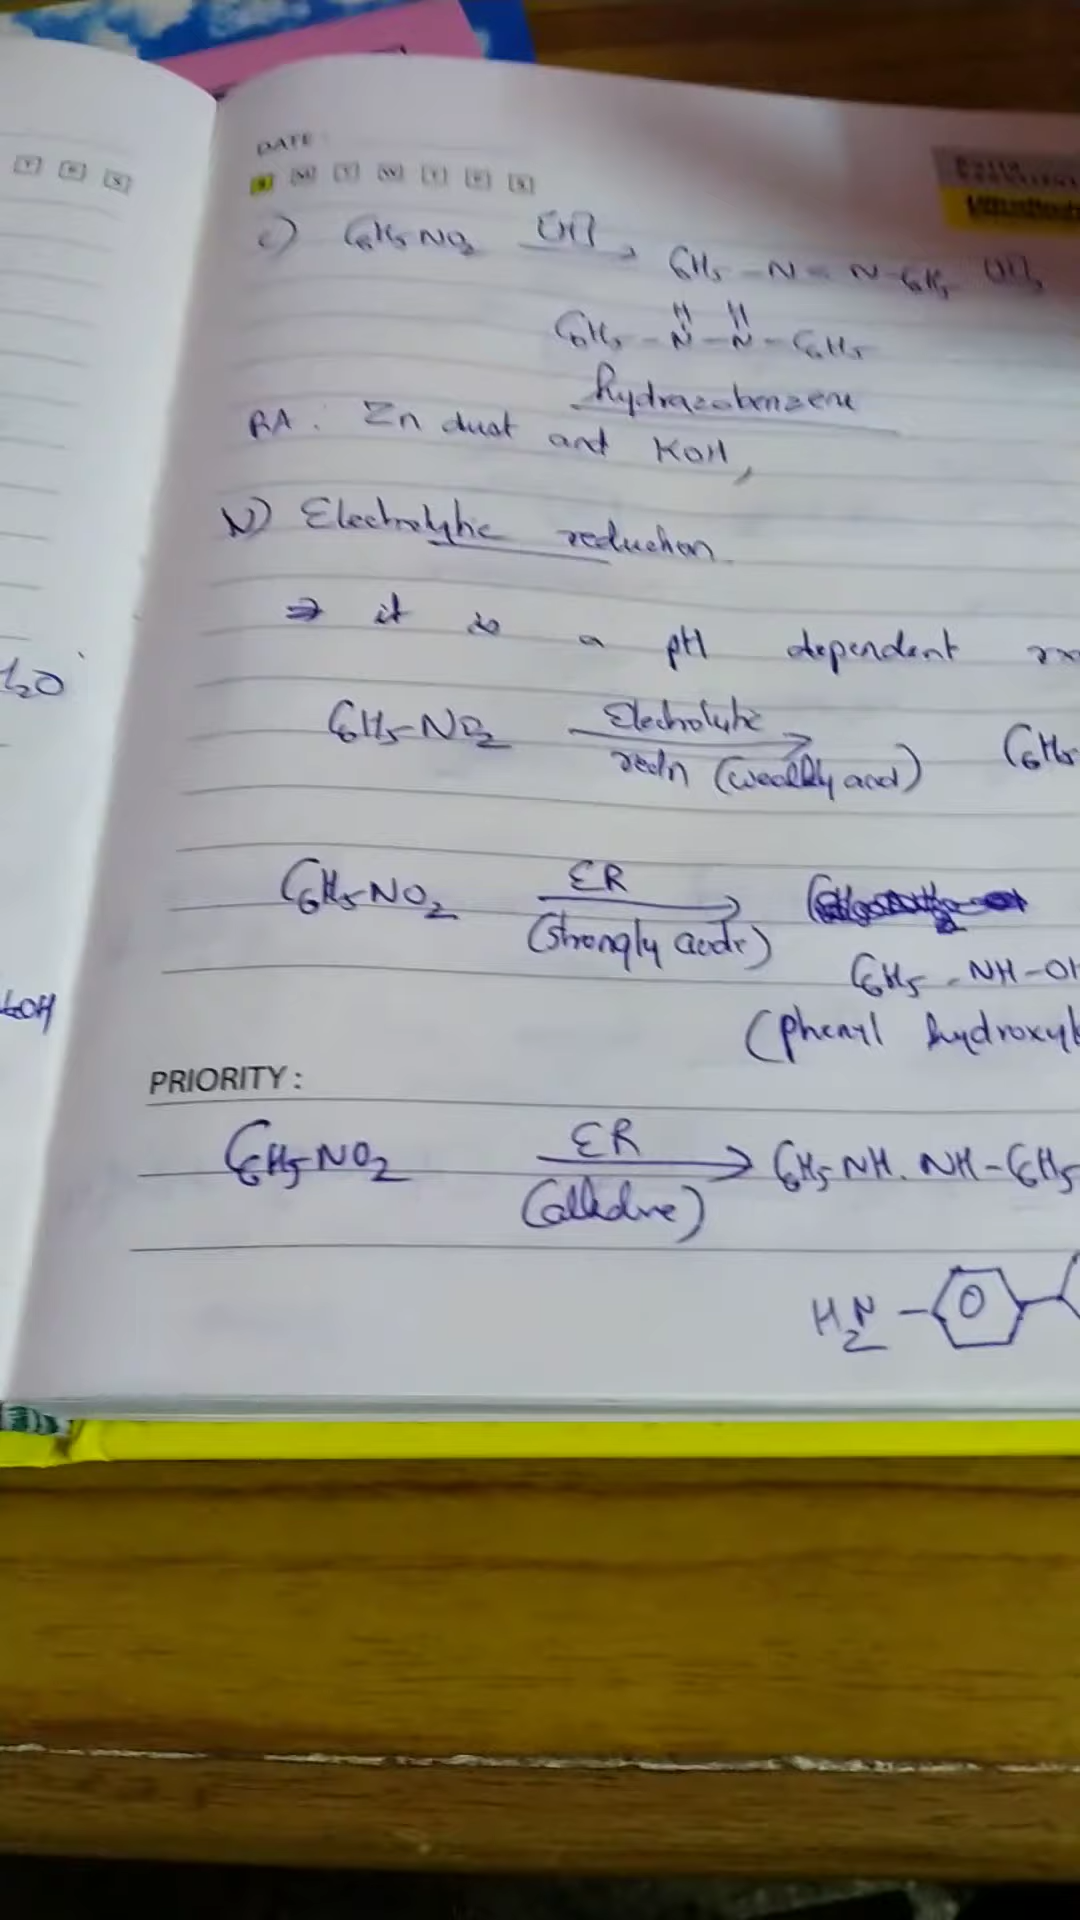 H₂O
DATE
S M T W T F S
c) C₆H₅NO₂ [H]→ C₆H₅-N=N-C₆H₅ [H]→
C₆H₅-N-N-C₆H₅
H H
hydrazobenzene
RA: Zn dust and KOH,
Electrolytic reduction
⇒ it is a pH dependent rx
C₆H₅-NO₂ Electrolytic→ C₆H₅
redn (weakly acid)
C₆H₅NO₂ ER→
(strongly acidic)
C₆H₅-NH-OH
(phenyl hydroxyl
PRIORITY:
C₆H₅-NO₂ ER→ C₆H₅-NH.NH-C₆H₅
H₂N